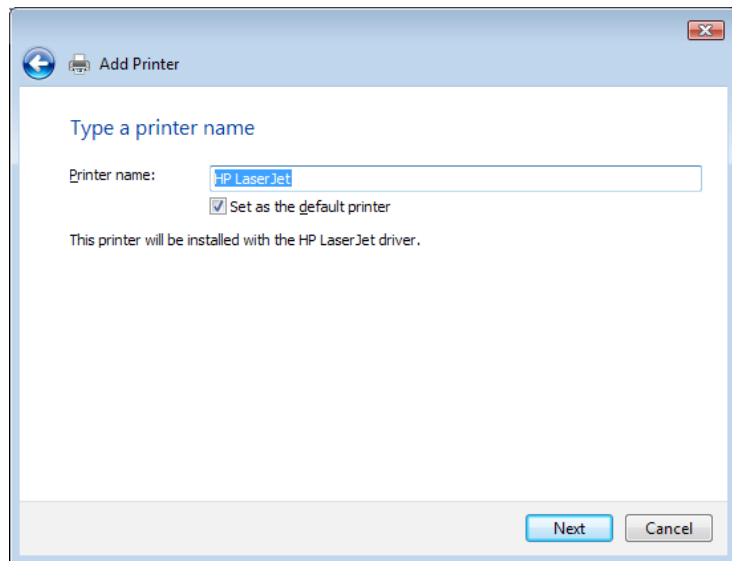 Add Printer
Type a printer name
Printer name: HP LaserJet
Set as the default printer
This printer will be installed with the HP LaserJet driver.
Next Cancel